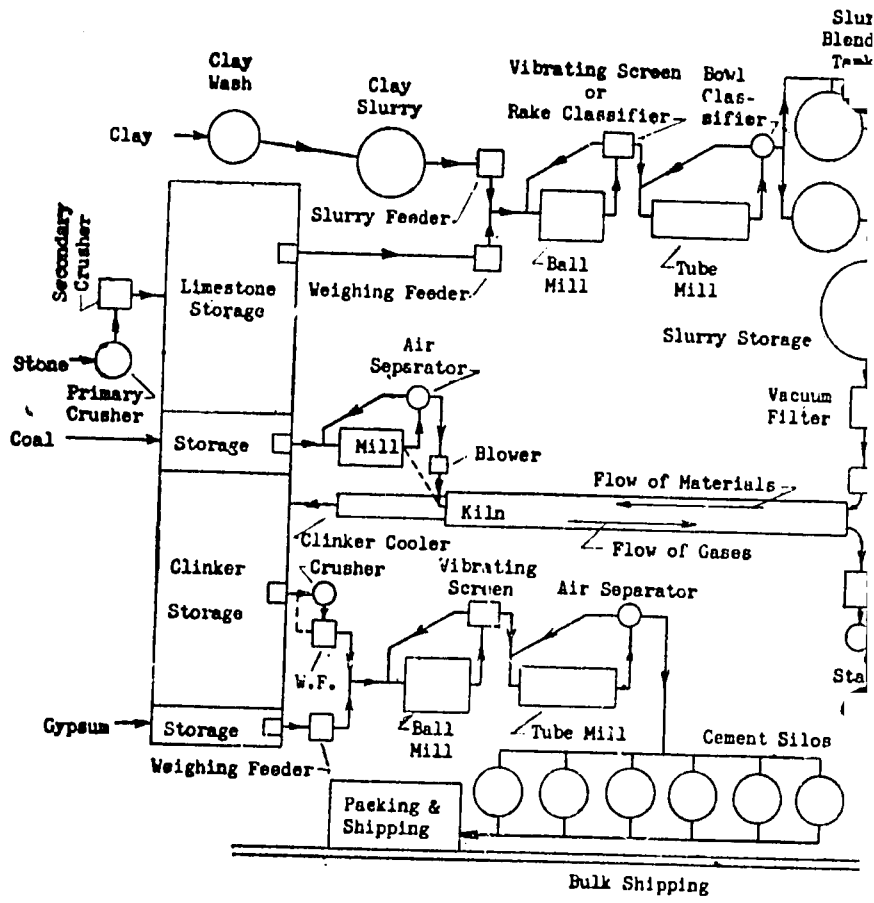 Clay
Wash
Clay
Slurry
Vibrating Screen
or
Rake Classifier
Bowl
Clas-
sifier
Blend
Clay
Slurry Feeder
Ball
Mill
Tube
Mill
Secondary
Crusher
Limestone
Storage
Weighing Feeder
Slurry Storage
Stone
Primary
Crusher
Air
Separator
Vacuum
Filter
Coal
Storage
Mill
Blower
Flow of Materials
Kiln
Flow of Gases
Clinker Cooler
Clinker
Storage
Crusher
Vibrating
Screen
Air Separator
W.F.
Gypsum
Storage
Weighing Feeder
Ball
Mill
Tube Mill
Cement Silos
Packing &
Shipping
Bulk Shipping